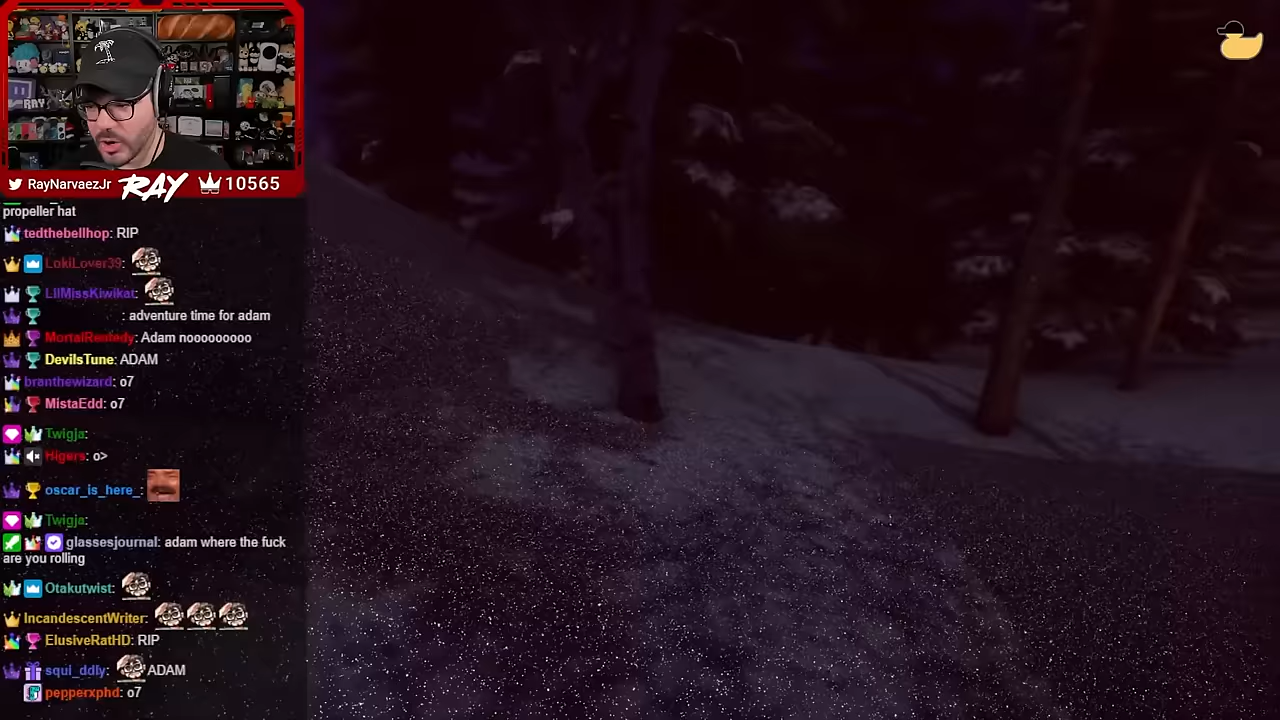 RAY
RayNarvaezJr RAY 10565
propeller hat
tedthebellhop: RIP
LokiLover39:
LilMissKiwikat:
: adventure time for adam
MortalRemedy: Adam nooooooooo
DevilsTune: ADAM
branthewizard: o7
MistaEdd: o7
Twigja:
Higers: o>
oscar_is_here_:
Twigja:
glassesjournal: adam where the fuck
are you rolling
Otakutwist:
IncandescentWriter:
ElusiveRatHD: RIP
squi_ddly: ADAM
pepperxphd: o7